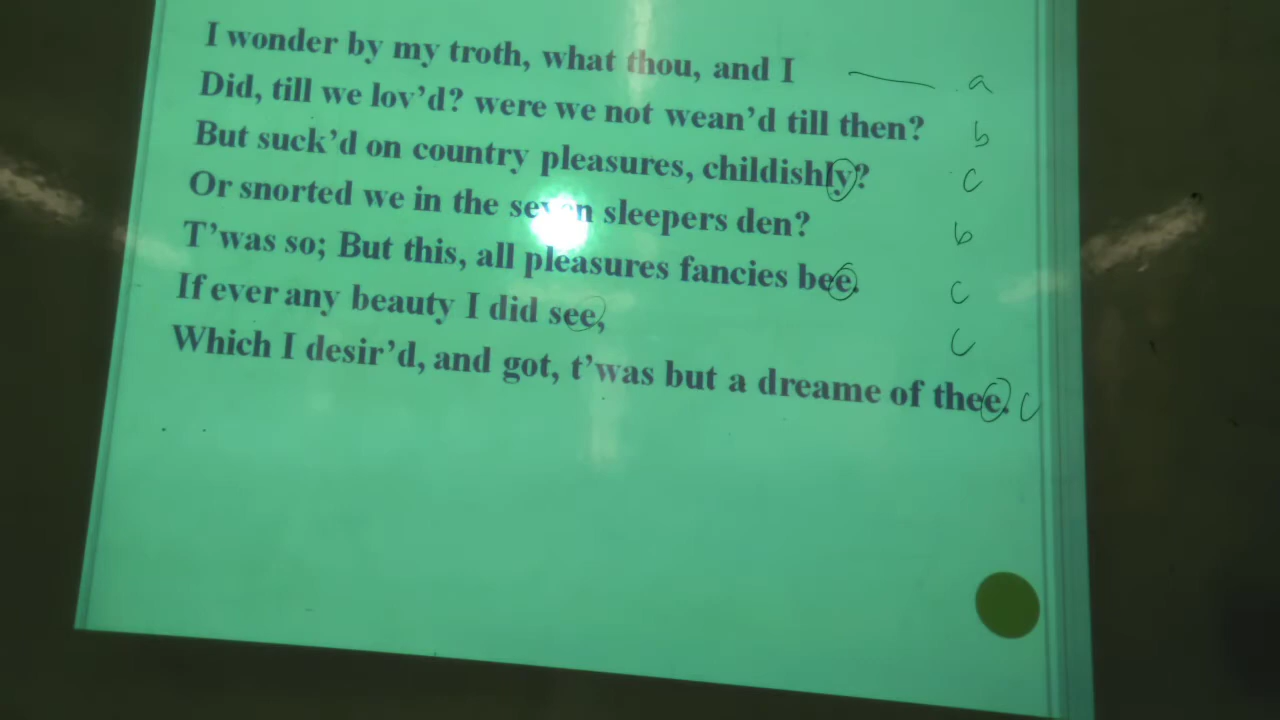 I wonder by my troth, what thou, and I — a
Did, till we lov'd? were we not wean'd till then? b
But suck'd on country pleasures, childishly? c
Or snorted we in the seven sleepers den? b
T'was so; But this, all pleasures fancies bee. c
If ever any beauty I did see, c
Which I desir'd, and got, t'was but a dreame of thee. c